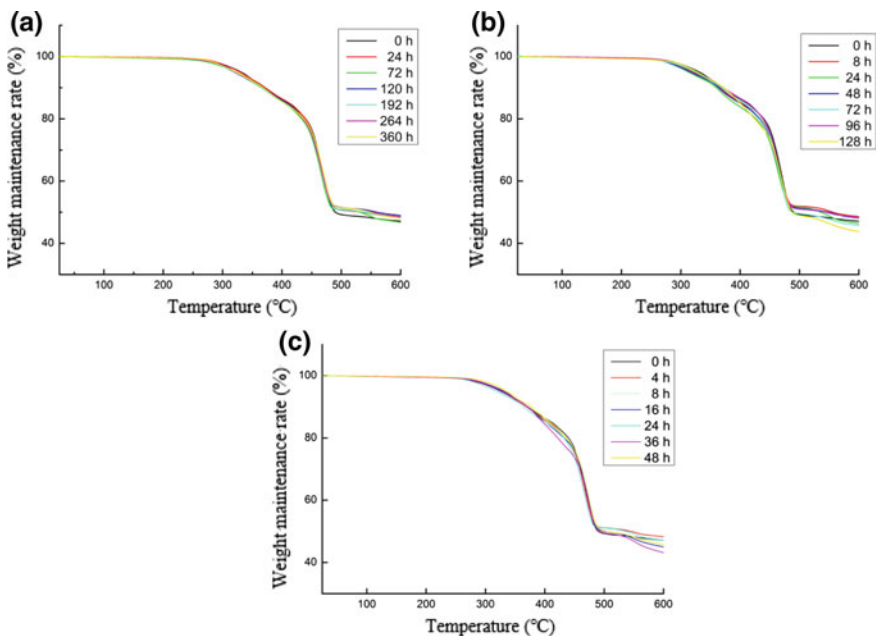 (a)
Weight maintenance rate (%)
100
80
60
40
100
200
300
400
500
600
Temperature (°C)
0 h
24 h
72 h
120 h
192 h
264 h
360 h
(b)
Weight maintenance rate (%)
100
80
60
40
100
200
300
400
500
600
Temperature (°C)
0 h
8 h
24 h
48 h
72 h
96 h
128 h
(c)
Weight maintenance rate (%)
100
80
60
40
100
200
300
400
500
600
Temperature (°C)
0 h
4 h
8 h
16 h
24 h
36 h
48 h